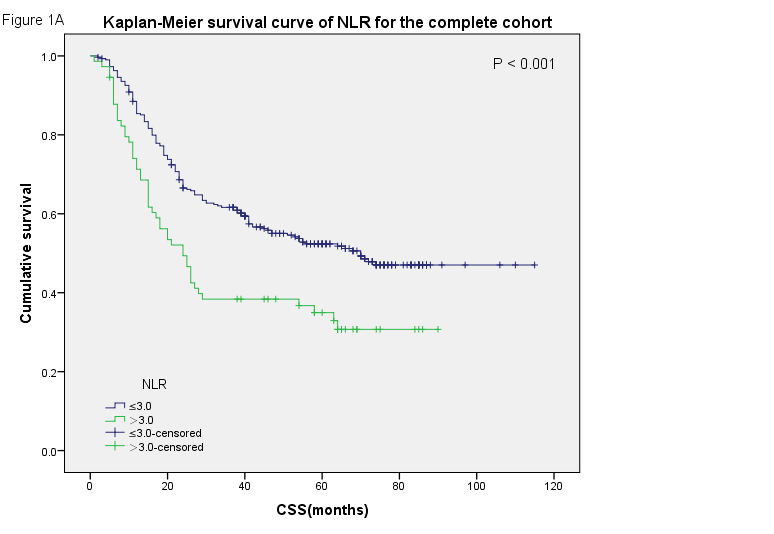 Figure 1A
Kaplan-Meier survival curve of NLR for the complete cohort
P < 0.001
1.0
0.8
0.6
0.4
0.2
0.0
Cumulative survival
NLR
≤3.0
>3.0
≤3.0-censored
>3.0-censored
0 20 40 60 80 100 120
CSS(months)